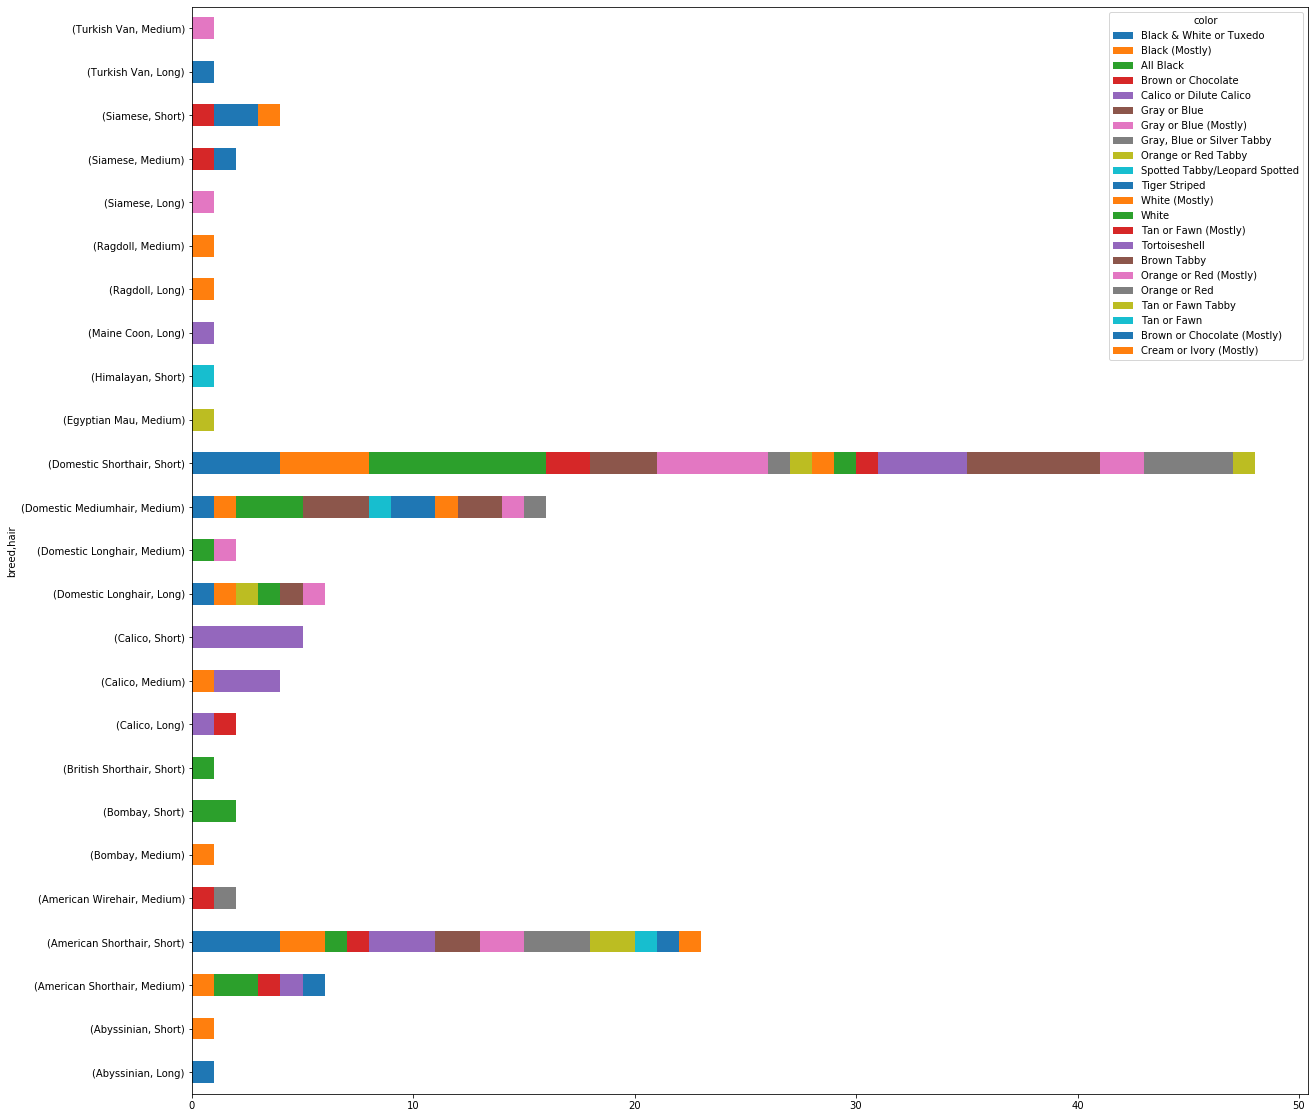 color
Black & White or Tuxedo
Black (Mostly)
All Black
Brown or Chocolate
Calico or Dilute Calico
Gray or Blue
Gray or Blue (Mostly)
Gray, Blue or Silver Tabby
Orange or Red Tabby
Spotted Tabby/Leopard Spotted
Tiger Striped
White (Mostly)
White
Tan or Fawn (Mostly)
Tortoiseshell
Brown Tabby
Orange or Red (Mostly)
Orange or Red
Tan or Fawn Tabby
Tan or Fawn
Brown or Chocolate (Mostly)
Cream or Ivory (Mostly)
breed,hair
(Turkish Van, Medium)
(Turkish Van, Long)
(Siamese, Short)
(Siamese, Medium)
(Siamese, Long)
(Ragdoll, Medium)
(Ragdoll, Long)
(Maine Coon, Long)
(Himalayan, Short)
(Egyptian Mau, Medium)
(Domestic Shorthair, Short)
(Domestic Mediumhair, Medium)
(Domestic Longhair, Medium)
(Domestic Longhair, Long)
(Calico, Short)
(Calico, Medium)
(Calico, Long)
(British Shorthair, Short)
(Bombay, Short)
(Bombay, Medium)
(American Wirehair, Medium)
(American Shorthair, Short)
(American Shorthair, Medium)
(Abyssinian, Short)
(Abyssinian, Long)
0 10 20 30 40 50